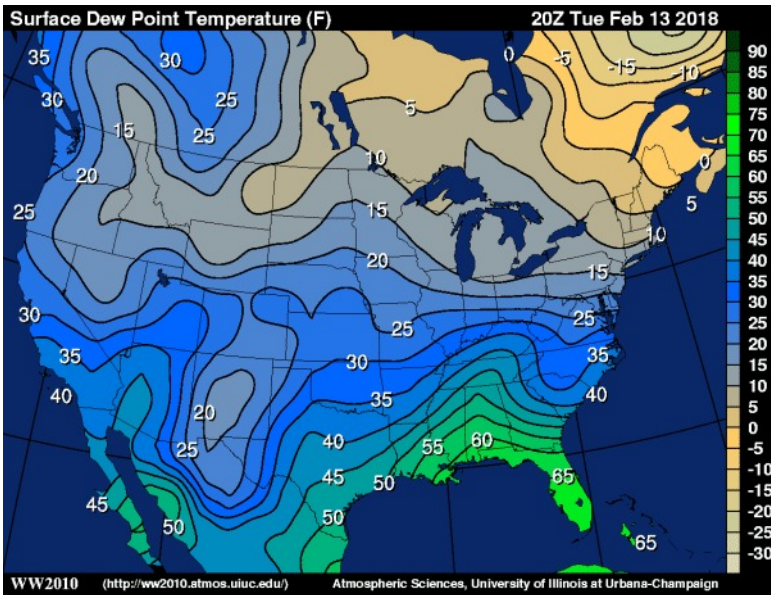 Surface Dew Point Temperature (F) 20Z Tue Feb 13 2018
35 30 0 -5 -15 -10
30 25 5
15 25 10 0
20 15 5
25 20 10
15
30 25 25
35 30 35
40 20 35 40
25 40 55 60
45 50 45 50 65
50 65
90
85
80
75
70
65
60
55
50
45
40
35
30
25
20
15
10
5
0
-5
-10
-15
-20
-25
-30
WW2010 (http://ww2010.atmos.uiuc.edu/) Atmospheric Sciences, University of Illinois at Urbana-Champaign